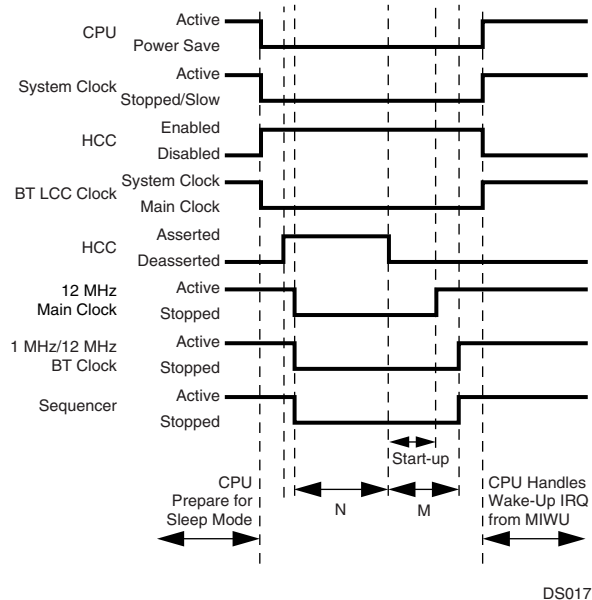 CPU
Active
Power Save
System Clock
Active
Stopped/Slow
HCC
Enabled
Disabled
BT LCC Clock
System Clock
Main Clock
HCC
Asserted
Deasserted
12 MHz
Main Clock
Active
Stopped
1 MHz/12 MHz
BT Clock
Active
Stopped
Sequencer
Active
Stopped
Start-up
CPU
Prepare for
Sleep Mode
N
M
CPU Handles
Wake-Up IRQ
from MIWU
DS017